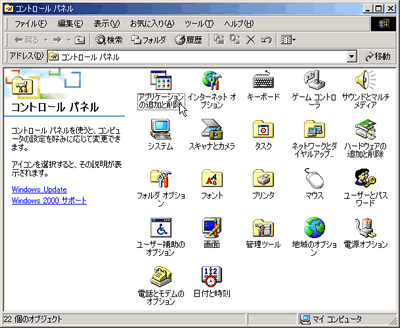 コントロール パネル
ファイル(F) 編集(E) 表示(V) お気に入り(A) ツール(T) ヘルプ(H)
戻る 検索 フォルダ 履歴
アドレス(D) コントロール パネル 移動
コントロール パネル
コントロール パネルを使うと、コンピュ
ータの設定を好みに応じて変更できま
す。
アイコンを選択すると、その説明が表
示されます。
Windows Update
Windows 2000 サポート
アプリケーション
の追加と削除
インターネット オ
プション
キーボード
ゲーム コントロ
ーラ
サウンドとマルチ
メディア
システム
スキャナとカメラ
タスク
ネットワークとダ
イヤルアップ...
ハードウェアの
追加と削除
フォルダ オプショ
ン
フォント
プリンタ
マウス
ユーザーとパス
ワード
ユーザー補助の
オプション
画面
管理ツール
地域のオプショ
ン
電源オプション
電話とモデムの
オプション
日付と時刻
22 個のオブジェクト
マイ コンピュータ